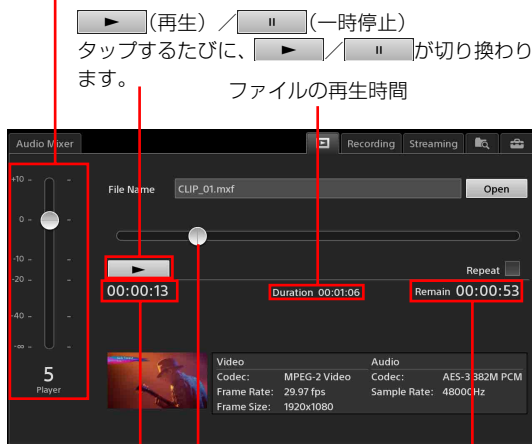 （再生）／（一時停止）
タップするたびに、／が切り換わり
ます。
ファイルの再生時間
Audio Mixer
Recording
Streaming
+10
0
-10
-20
-40
-∞
5
Player
File Name
CLIP_01.mxf
Open
Repeat
00:00:13
Duration 00:01:06
Remain 00:00:53
Video
Audio
Codec: MPEG-2 Video
Codec: AES-3 382M PCM
Frame Rate: 29.97 fps
Sample Rate: 48000Hz
Frame Size: 1920x1080